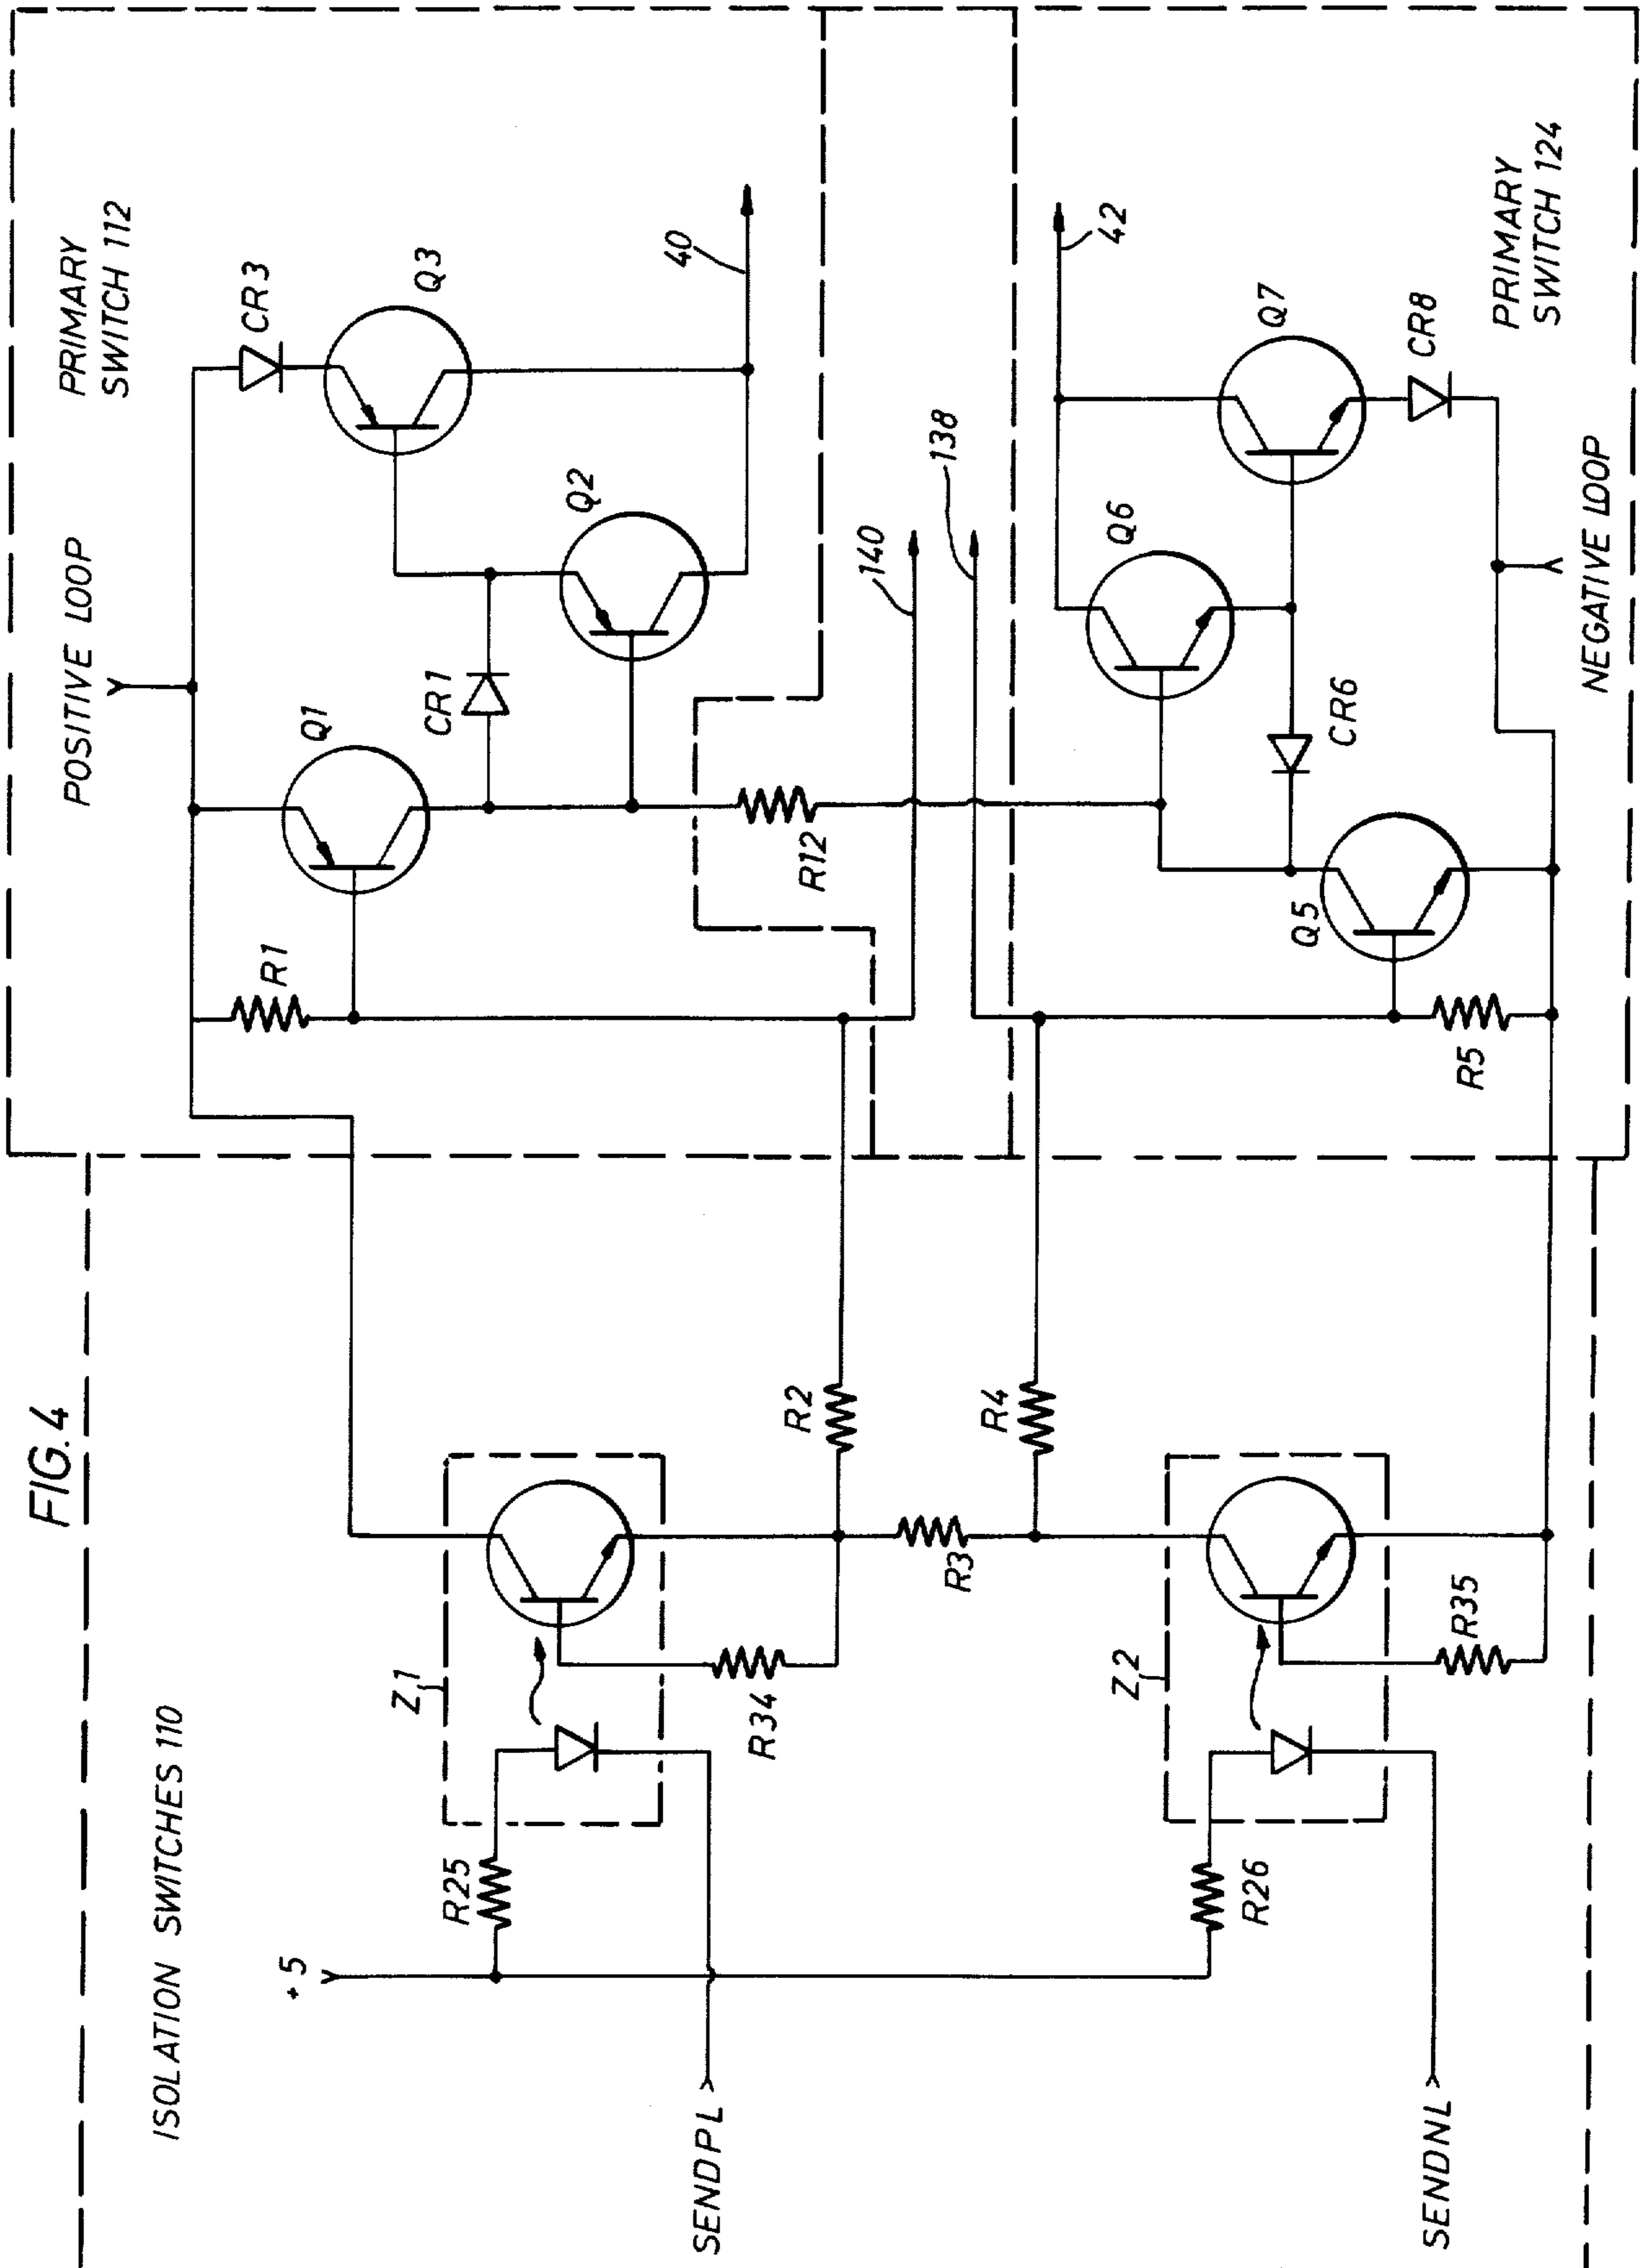 FIG. 4
ISOLATION SWITCHES 110
+5
R25
Z1
R34
SENDPL
R2
R3
R4
Z2
R26
R35
SENDNL
POSITIVE LOOP
PRIMARY
SWITCH 112
R1
Q1
CR1
CR3
Q3
Q2
40
R12
140
138
42
Q6
Q7
CR6
CR8
Q5
R5
PRIMARY
SWITCH 124
NEGATIVE LOOP